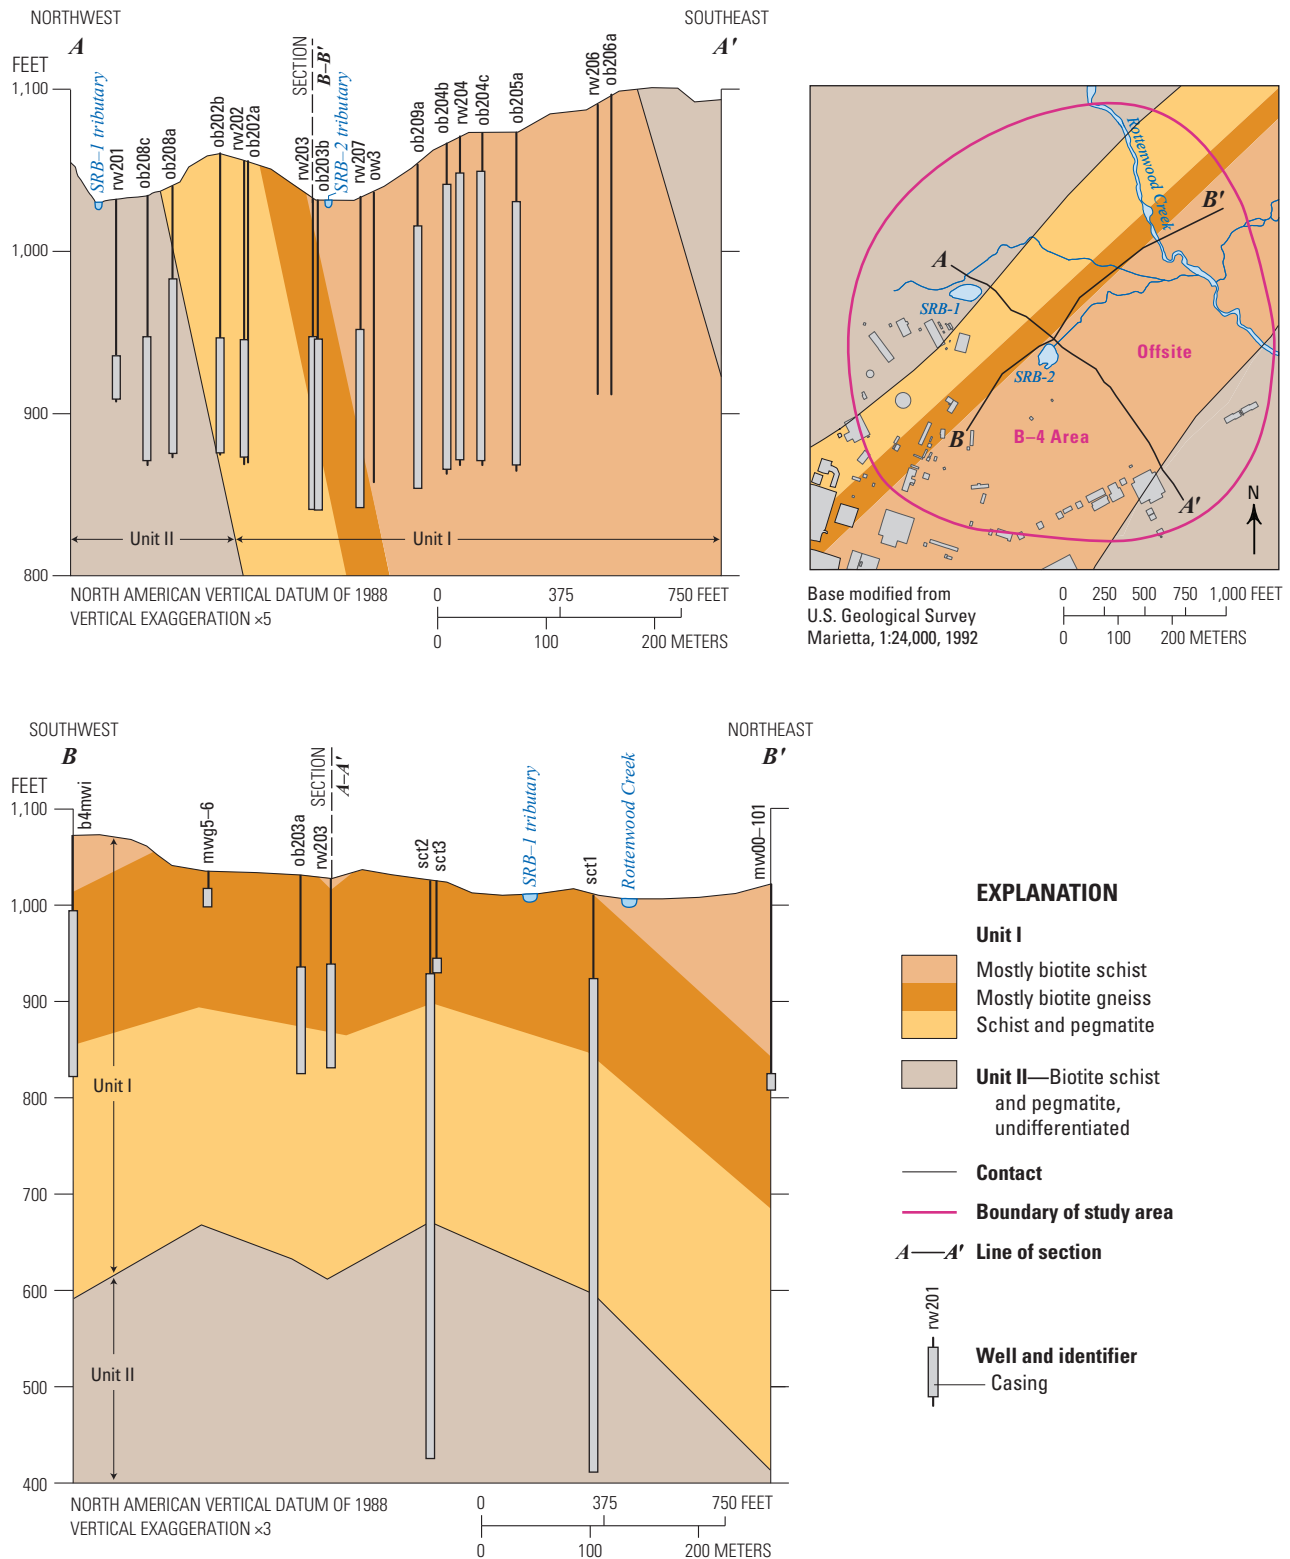 NORTHWEST
A
SOUTHEAST
A′
FEET
1,100
1,000
900
800
SRB–1 tributary
rw201
ob208c
ob208a
ob202b
rw202
ob202a
rw203
SECTION
B–B′
ob203b
SRB–2 tributary
rw207
ow3
ob209a
ob204b
rw204
ob204c
ob205a
rw206
ob206a
Unit II
Unit I
NORTH AMERICAN VERTICAL DATUM OF 1988
VERTICAL EXAGGERATION ×5
0 375 750 FEET
0 100 200 METERS
Rottenwood Creek
B′
A
SRB-1
SRB-2
Offsite
B
B–4 Area
A′
N
Base modified from
U.S. Geological Survey
Marietta, 1:24,000, 1992
0 250 500 750 1,000 FEET
0 100 200 METERS
SOUTHWEST
B
NORTHEAST
B′
FEET
1,100
1,000
900
800
700
600
500
400
b4mwi
mwg5–6
ob203a
rw203
SECTION
A–A′
sct2
sct3
SRB–1 tributary
sct1
Rottenwood Creek
mw00–101
Unit I
Unit II
NORTH AMERICAN VERTICAL DATUM OF 1988
VERTICAL EXAGGERATION ×3
0 375 750 FEET
0 100 200 METERS
EXPLANATION
Unit I
Mostly biotite schist
Mostly biotite gneiss
Schist and pegmatite
Unit II—Biotite schist
and pegmatite,
undifferentiated
Contact
Boundary of study area
A—A′ Line of section
rw201
Well and identifier
Casing